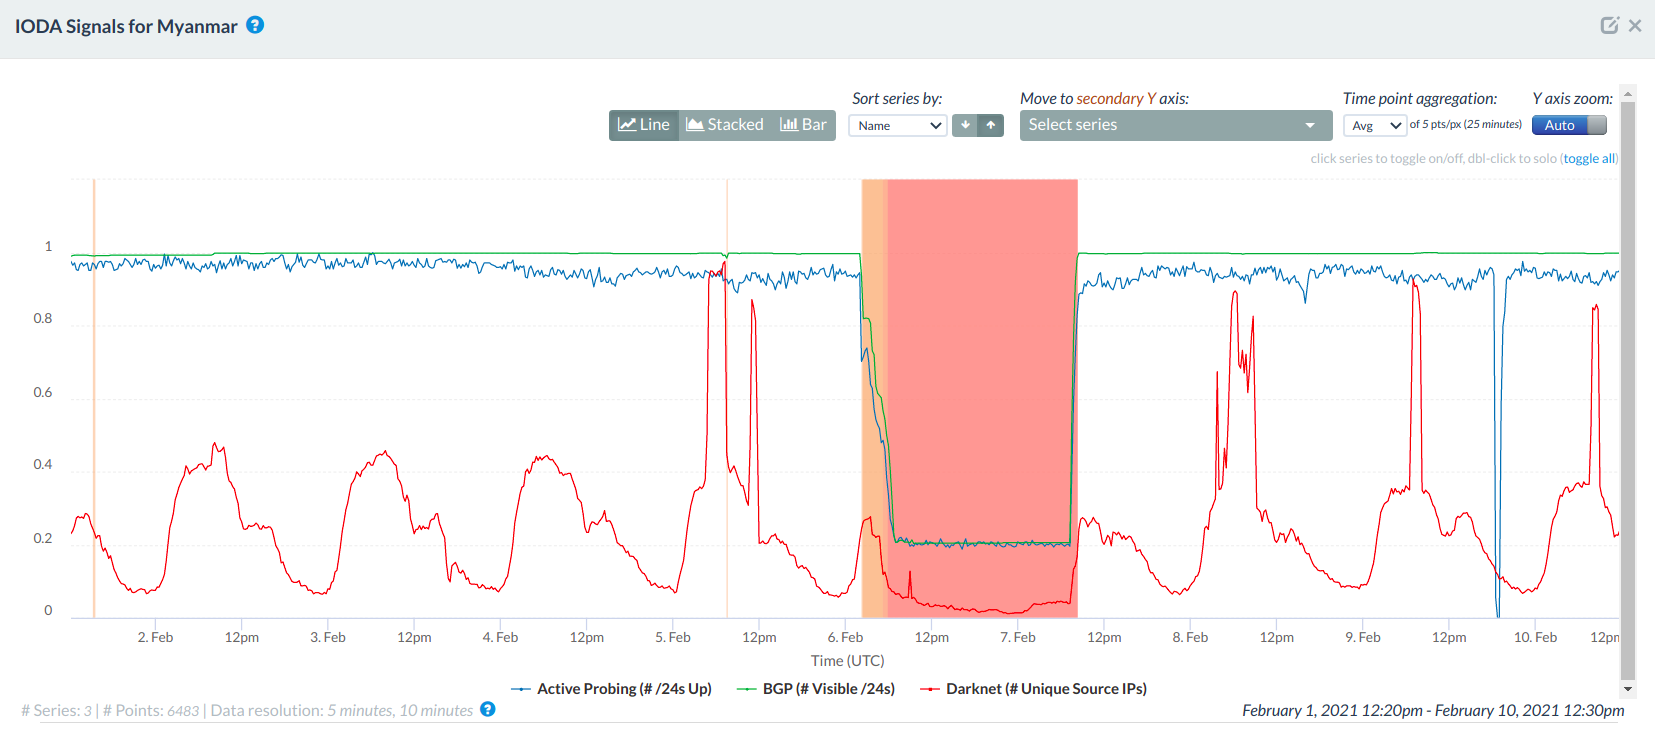 IODA Signals for Myanmar ?
Sort series by: Move to secondary Y axis: Time point aggregation: Y axis zoom:
Line Stacked Bar Name Select series Avg of 5 pts/px (25 minutes) Auto
click series to toggle on/off, dbl-click to solo (toggle all)
1
0.8
0.6
0.4
0.2
0
2. Feb 12pm 3. Feb 12pm 4. Feb 12pm 5. Feb 12pm 6. Feb 12pm 7. Feb 12pm 8. Feb 12pm 9. Feb 12pm 10. Feb 12pm
Time (UTC)
Active Probing (# /24s Up) BGP (# Visible /24s) Darknet (# Unique Source IPs)
# Series: 3 | # Points: 6483 | Data resolution: 5 minutes, 10 minutes ? February 1, 2021 12:20pm - February 10, 2021 12:30pm